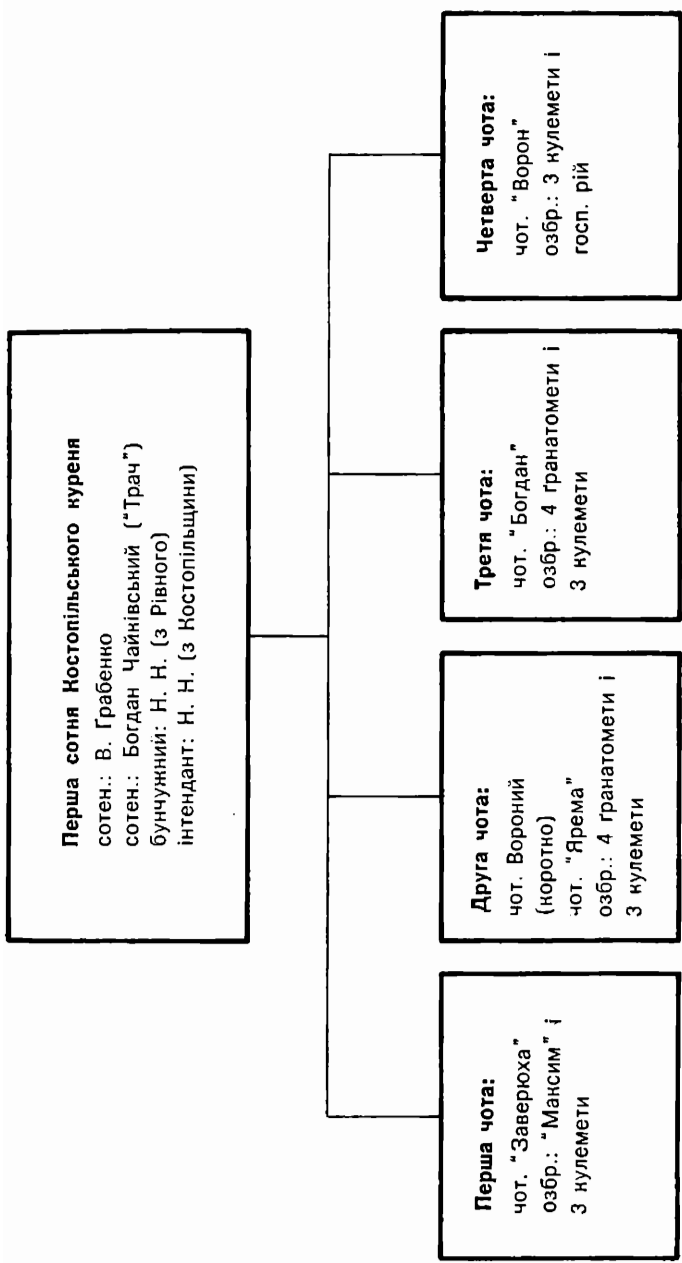 Перша сотня Костопільського куреня
сотен.: В. Грабенко
сотен.: Богдан Чайківський ("Трач")
бунчужний: Н. Н. (з Рівного)
інтендант: Н. Н. (з Костопільщини)
Перша чота:
чот. "Заверюха"
озбр.: "Максим" і
3 кулемети
Друга чота:
чот. Вороний
(коротно)
чот. "Ярема"
озбр.: 4 гранатомети і
3 кулемети
Третя чота:
чот. "Богдан"
озбр.: 4 ґранатомети і
3 кулемети
Четверта чота:
чот. "Ворон"
озбр.: 3 кулемети і
госп. рій